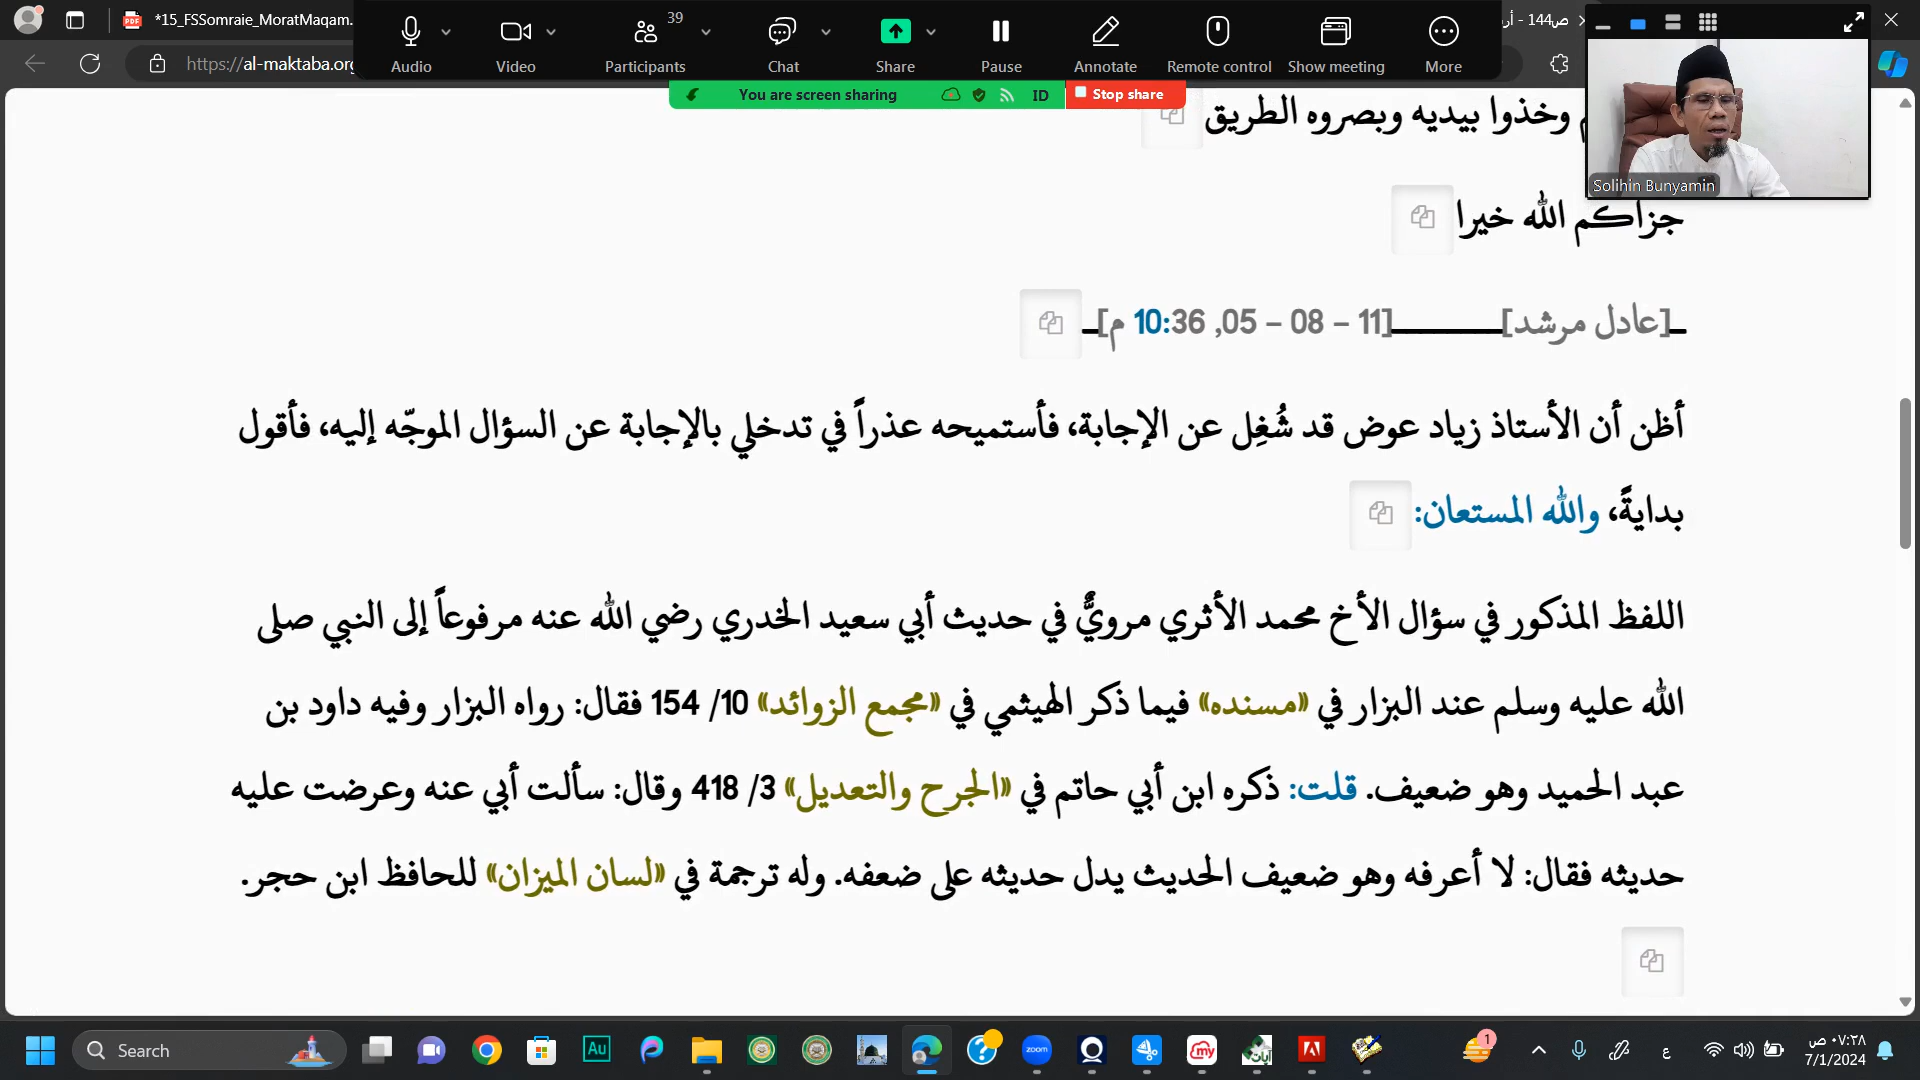 *15_FSSomraie_MoratMaqam.
ص144 - أر
https://al-maktaba.org
39
Audio
Video
Participants
Chat
Share
Pause
Annotate
Remote control
Show meeting
More
You are screen sharing
ID
Stop share
Solihin Bunyamin
وخذوا بيديه وبصروه الطريق
جزاكم الله خيرا
ـ[عادل مرشد]ــــــــ[11 - 08 - 05, 10:36 م]ـ
أظن أن الأستاذ زياد عوض قد شُغِل عن الإجابة، فأستميحه عذراً في تدخلي بالإجابة عن السؤال الموجّه إليه، فأقول
بدايةً، والله المستعان:
اللفظ المذكور في سؤال الأخ محمد الأثري مرويٌّ في حديث أبي سعيد الخدري رضي الله عنه مرفوعاً إلى النبي صلى
الله عليه وسلم عند البزار في «مسنده» فيما ذكر الهيثمي في «مجمع الزوائد» 10/ 154 فقال: رواه البزار وفيه داود بن
عبد الحميد وهو ضعيف. قلت: ذكره ابن أبي حاتم في «الجرح والتعديل» 3/ 418 وقال: سألت أبي عنه وعرضت عليه
حديثه فقال: لا أعرفه وهو ضعيف الحديث يدل حديثه على ضعفه. وله ترجمة في «لسان الميزان» للحافظ ابن حجر.
Search
1
ع
٠٧:٢٨ ص
7/1/2024